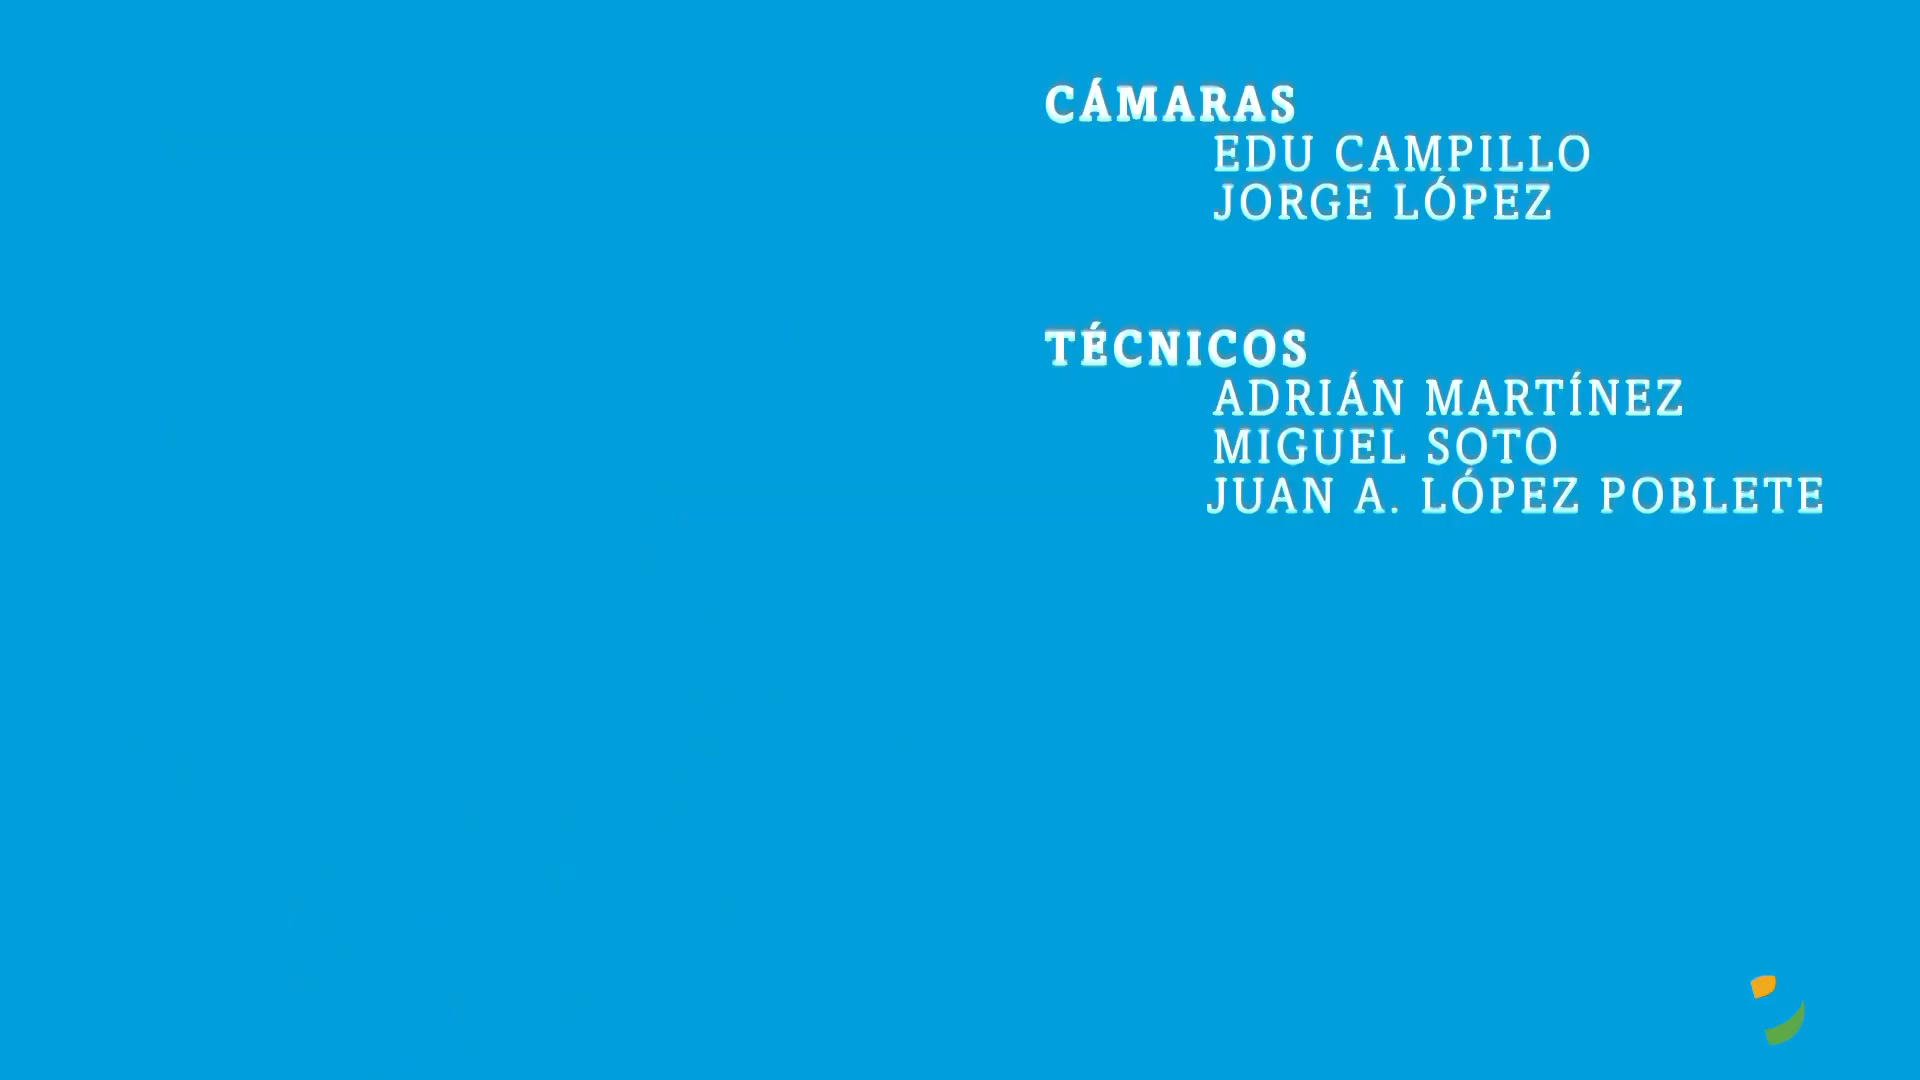 CÁMARAS
EDU CAMPILLO
JORGE LÓPEZ
TÉCNICOS
ADRIÁN MARTÍNEZ
MIGUEL SOTO
JUAN A. LÓPEZ POBLETE